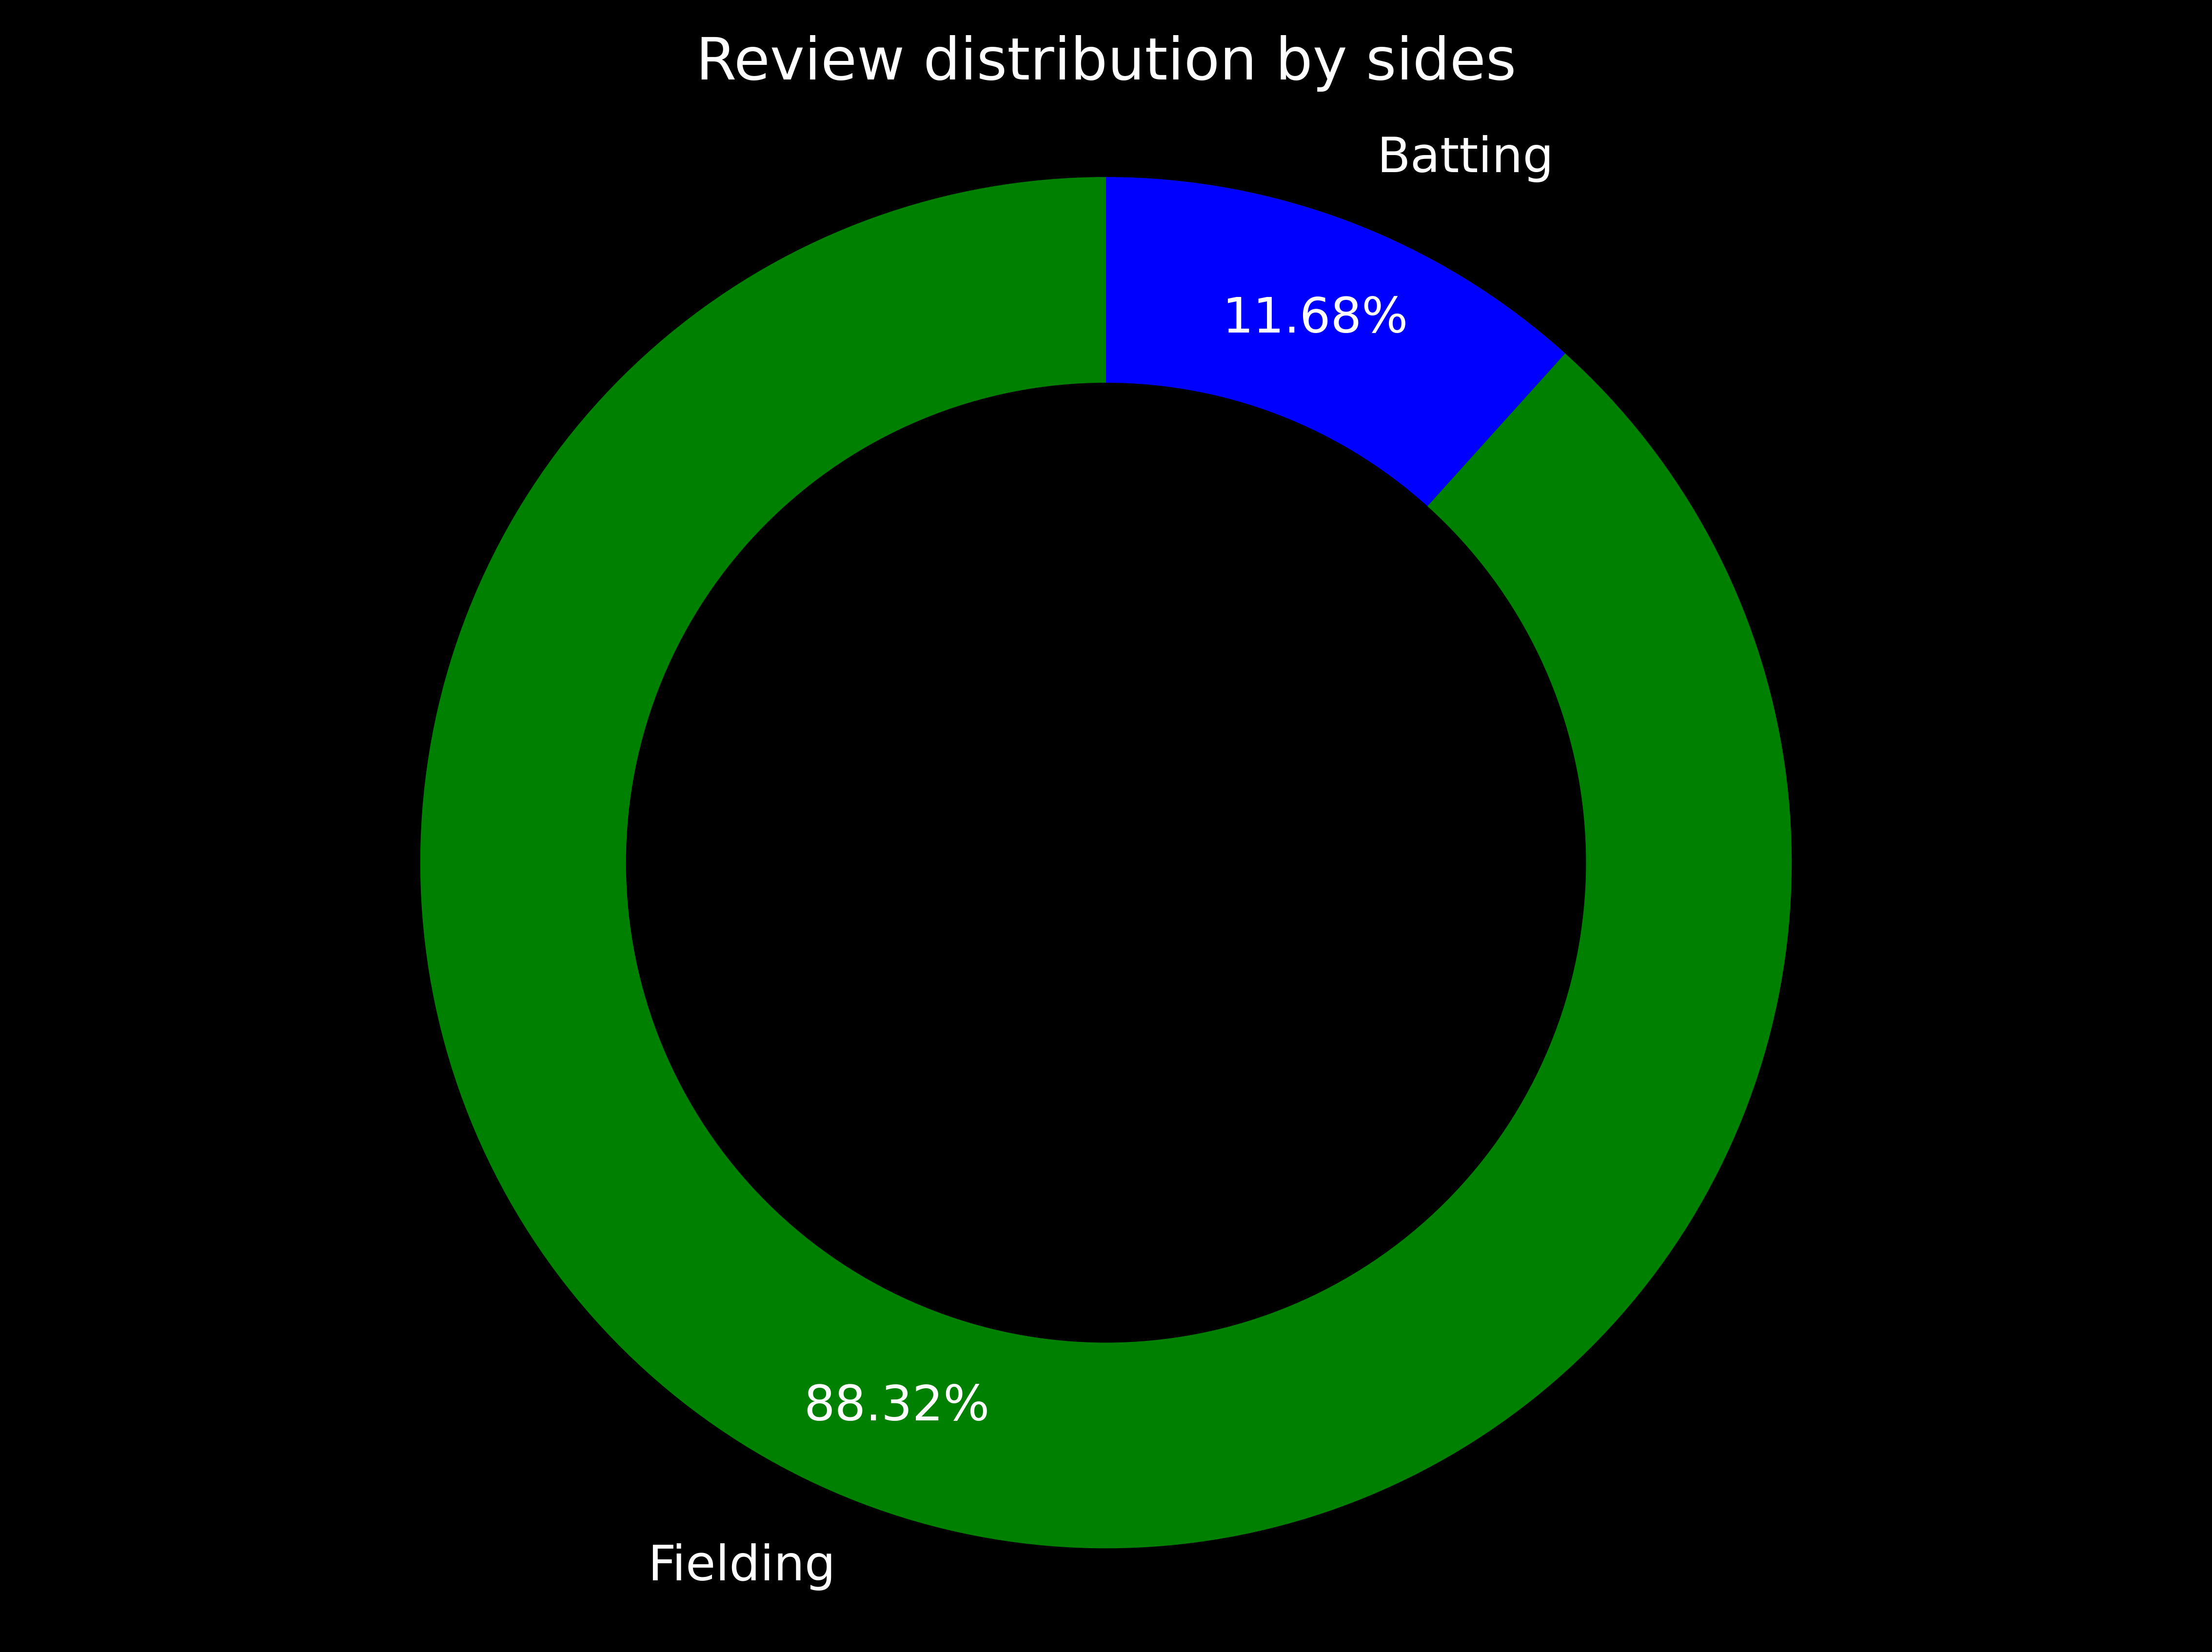 Review distribution by sides
Batting
11.68%
88.32%
Fielding